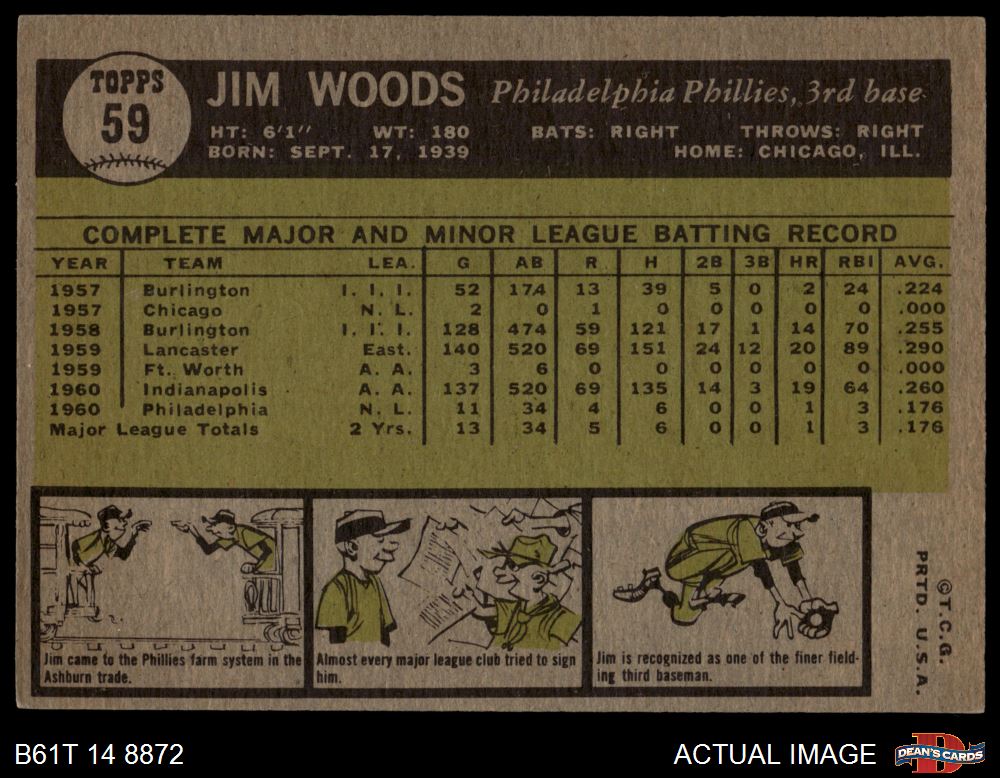 TOPPS
59
JIM WOODS Philadelphia Phillies, 3rd base
HT: 6'1" WT: 180 BATS: RIGHT THROWS: RIGHT
BORN: SEPT. 17, 1939 HOME: CHICAGO, ILL.
COMPLETE MAJOR AND MINOR LEAGUE BATTING RECORD
YEAR TEAM LEA. G AB R H 2B 3B HR RBI AVG.
1957 Burlington I. I. I. 52 174 13 39 5 0 2 24 .224
1957 Chicago N. L. 2 0 1 0 0 0 0 0 .000
1958 Burlington I. I. I. 128 474 59 121 17 1 14 70 .255
1959 Lancaster East. 140 520 69 151 24 12 20 89 .290
1959 Ft. Worth A. A. 3 6 0 0 0 0 0 0 .000
1960 Indianapolis A. A. 137 520 69 135 14 3 19 64 .260
1960 Philadelphia N. L. 11 34 4 6 0 0 1 3 .176
Major League Totals 2 Yrs. 13 34 5 6 0 0 1 3 .176
Jim came to the Phillies farm system in the
Ashburn trade.
Almost every major league club tried to sign
him.
Jim is recognized as one of the finer field-
ing third baseman.
©T.C.G.
PRTD. U.S.A.
B61T 14 8872 ACTUAL IMAGE
DEAN'S CARDS